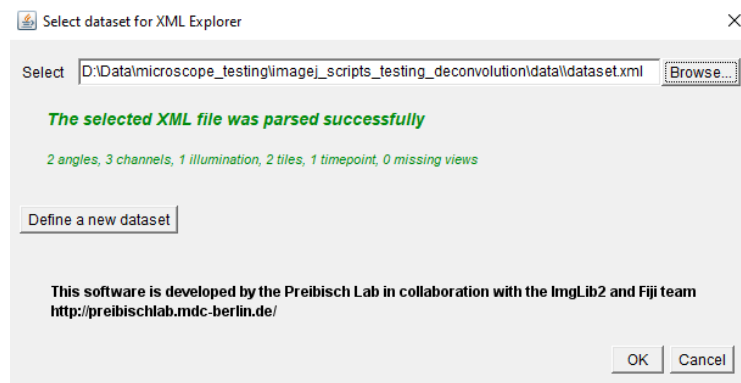 Select dataset for XML Explorer
Select D:\Data\microscope_testing\imagej_scripts_testing_deconvolution\data\\dataset.xml Browse...
The selected XML file was parsed successfully
2 angles, 3 channels, 1 illumination, 2 tiles, 1 timepoint, 0 missing views
Define a new dataset
This software is developed by the Preibisch Lab in collaboration with the ImgLib2 and Fiji team
http://preibischlab.mdc-berlin.de/
OK Cancel